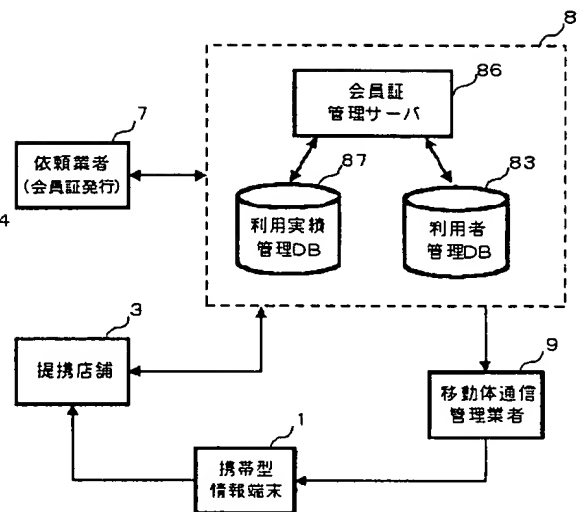 8
86
会員証
管理サーバ
7
依頼業者
(会員証発行)
87
83
利用実績
管理DB
利用者
管理DB
4
3
提携店舗
9
移動体通信
管理業者
1
携帯型
情報端末